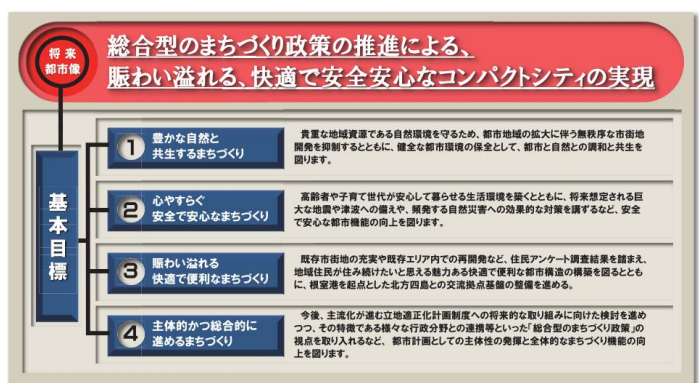 将来
都市像
総合型のまちづくり政策の推進による、
賑わい溢れる、快適で安全安心なコンパクトシティの実現
基本目標
1
豊かな自然と
共生するまちづくり
貴重な地域資源である自然環境を守るため、都市地域の拡大に伴う無秩序な市街地
開発を抑制するとともに、健全な都市環境の保全として、都市と自然との調和と共生を
図ります。
2
心やすらぐ
安全で安心なまちづくり
高齢者や子育て世代が安心して暮らせる生活環境を築くとともに、将来想定される巨
大な地震や津波への備えや、頻発する自然災害への効果的な対策を講ずるなど、安全
で安心な都市機能の向上を図ります。
3
賑わい溢れる
快適で便利なまちづくり
既存市街地の充実や既存エリア内での再開発など、住民アンケート調査結果を踏まえ、
地域住民が住み続けたいと思える魅力ある快適で便利な都市構造の構築を図るととも
に、根室港を起点とした北方四島との交流拠点基盤の整備を進める。
4
主体的かつ総合的に
進めるまちづくり
今後、主流化が進む立地適正化計画制度への将来的な取り組みに向けた検討を進め
つつ、その特徴である様々な行政分野との連携等といった「総合型のまちづくり政策」の
視点を取り入れるなど、都市計画としての主体性の発揮と全体的なまちづくり機能の向
上を図ります。